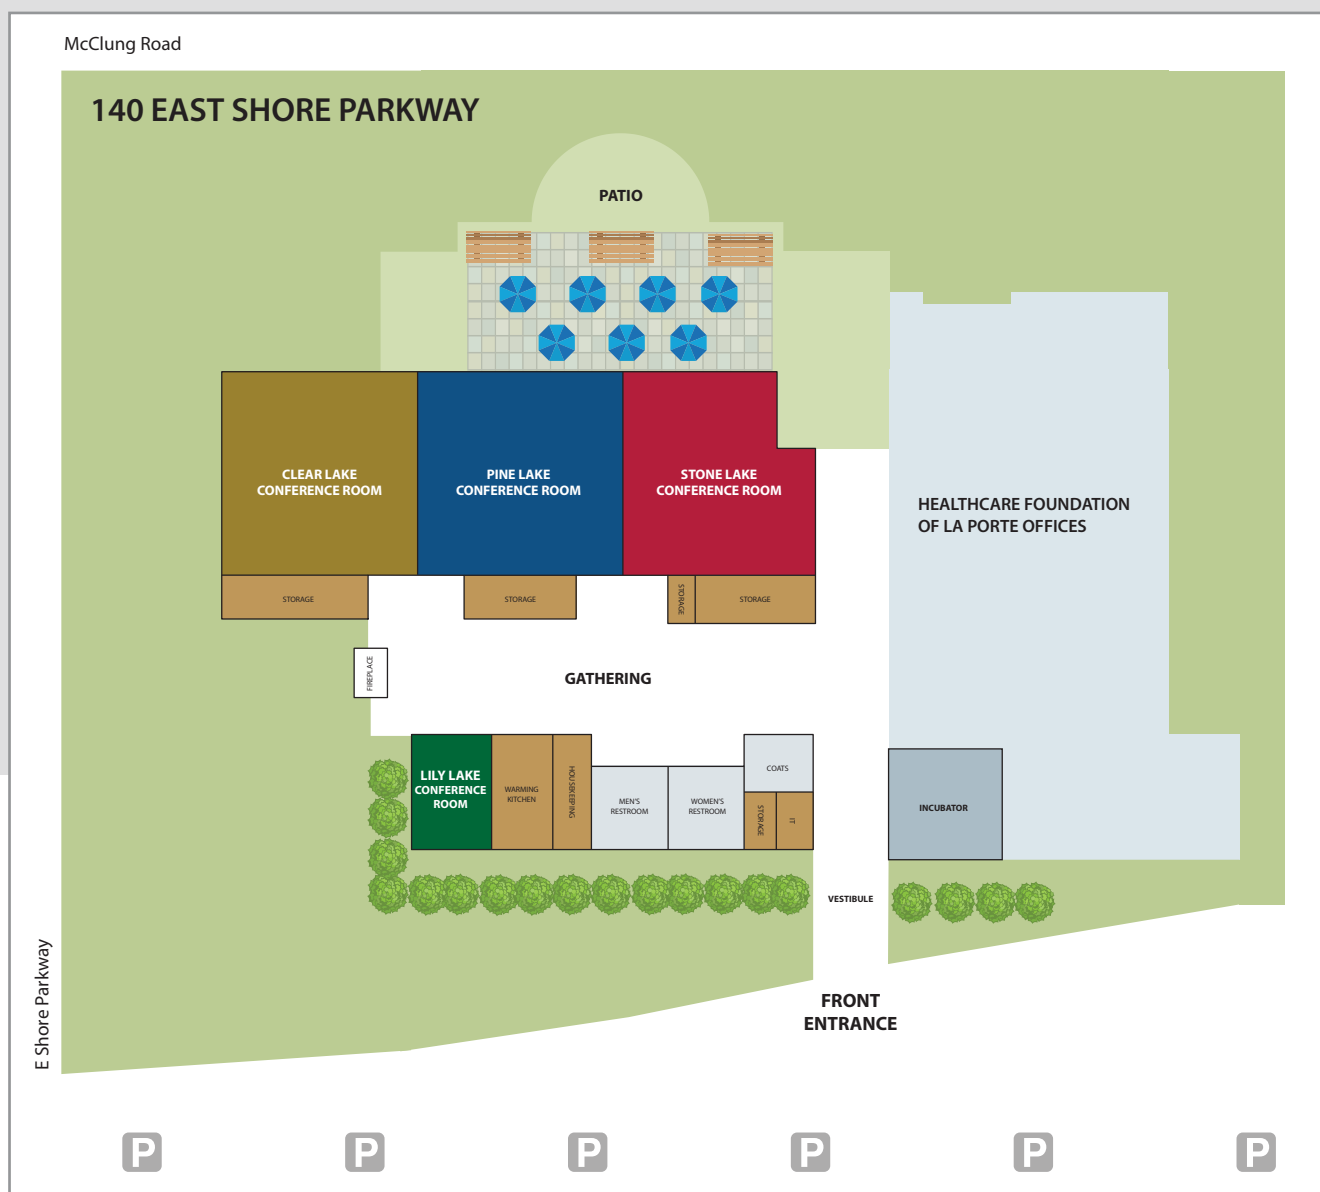 McClung Road
140 EAST SHORE PARKWAY
PATIO
CLEAR LAKE
CONFERENCE ROOM
PINE LAKE
CONFERENCE ROOM
STONE LAKE
CONFERENCE ROOM
HEALTHCARE FOUNDATION
OF LA PORTE OFFICES
STORAGE
STORAGE
STORAGE
STORAGE
FIREPLACE
GATHERING
LILY LAKE
CONFERENCE
ROOM
WARMING
KITCHEN
HOUSEKEEPING
MEN'S
RESTROOM
WOMEN'S
RESTROOM
COATS
STORAGE
IT
INCUBATOR
VESTIBULE
E Shore Parkway
FRONT
ENTRANCE
P
P
P
P
P
P